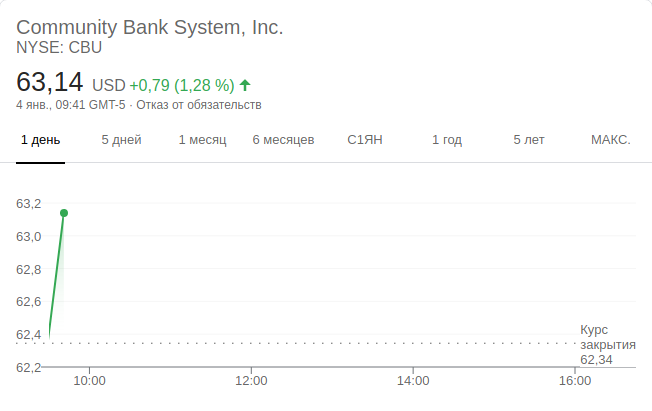 Community Bank System, Inc.
NYSE: CBU
63,14 USD +0,79 (1,28 %)
4 янв., 09:41 GMT-5 · Отказ от обязательств
1 день 5 дней 1 месяц 6 месяцев С1ЯН 1 год 5 лет МАКС.
63,2
63,0
62,8
62,6
62,4
Курс
закрытия
62,34
62,2
10:00 12:00 14:00 16:00